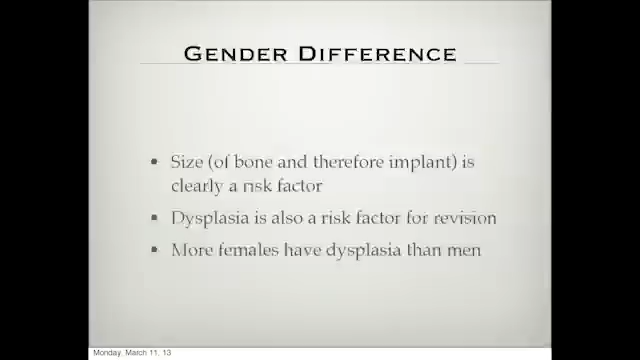 GENDER DIFFERENCE
• Size (of bone and therefore implant) is
clearly a risk factor
• Dysplasia is also a risk factor for revision
• More females have dysplasia than men
Monday, March 11, 13